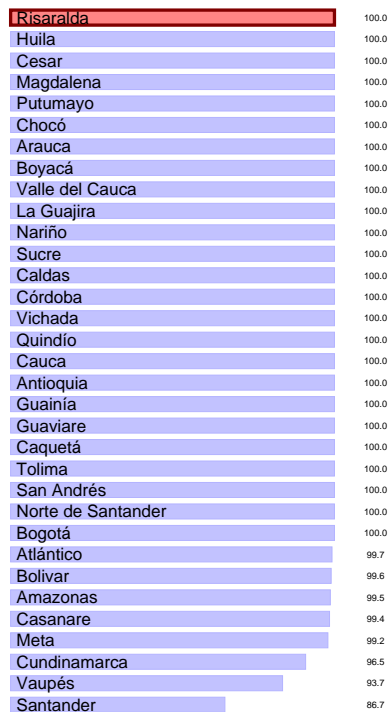 Risaralda 100.0
Huila 100.0
Cesar 100.0
Magdalena 100.0
Putumayo 100.0
Chocó 100.0
Arauca 100.0
Boyacá 100.0
Valle del Cauca 100.0
La Guajira 100.0
Nariño 100.0
Sucre 100.0
Caldas 100.0
Córdoba 100.0
Vichada 100.0
Quindío 100.0
Cauca 100.0
Antioquia 100.0
Guainía 100.0
Guaviare 100.0
Caquetá 100.0
Tolima 100.0
San Andrés 100.0
Norte de Santander 100.0
Bogotá 100.0
Atlántico 99.7
Bolivar 99.6
Amazonas 99.5
Casanare 99.4
Meta 99.2
Cundinamarca 96.5
Vaupés 93.7
Santander 86.7